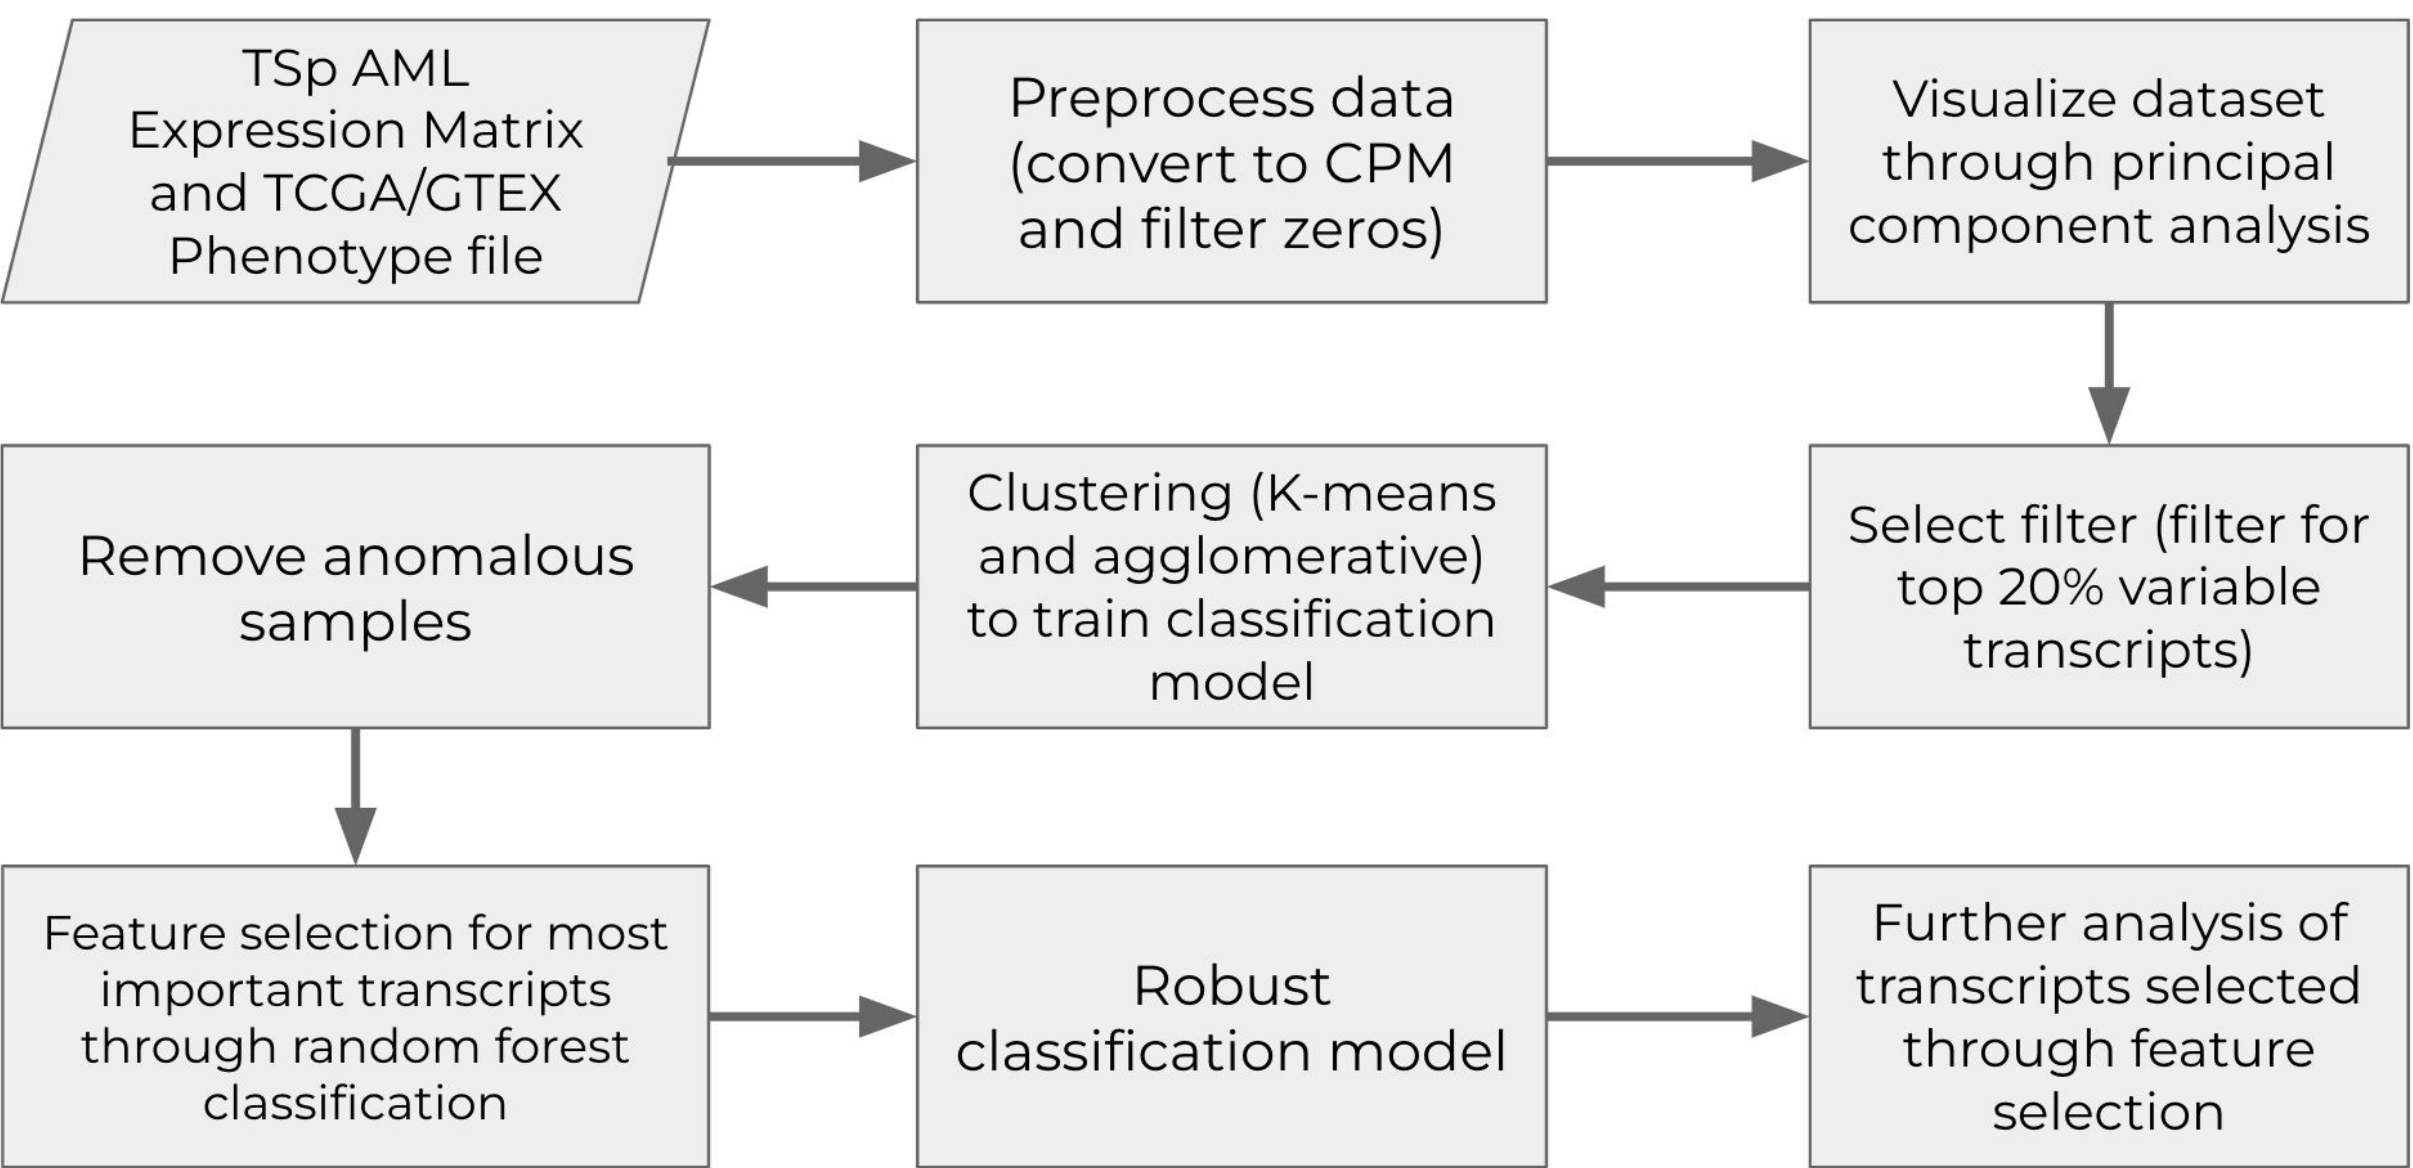 TSp AML
Expression Matrix
and TCGA/GTEX
Phenotype file
Preprocess data
(convert to CPM
and filter zeros)
Visualize dataset
through principal
component analysis
Select filter (filter for
top 20% variable
transcripts)
Clustering (K-means
and agglomerative)
to train classification
model
Remove anomalous
samples
Feature selection for most
important transcripts
through random forest
classification
Robust
classification model
Further analysis of
transcripts selected
through feature
selection